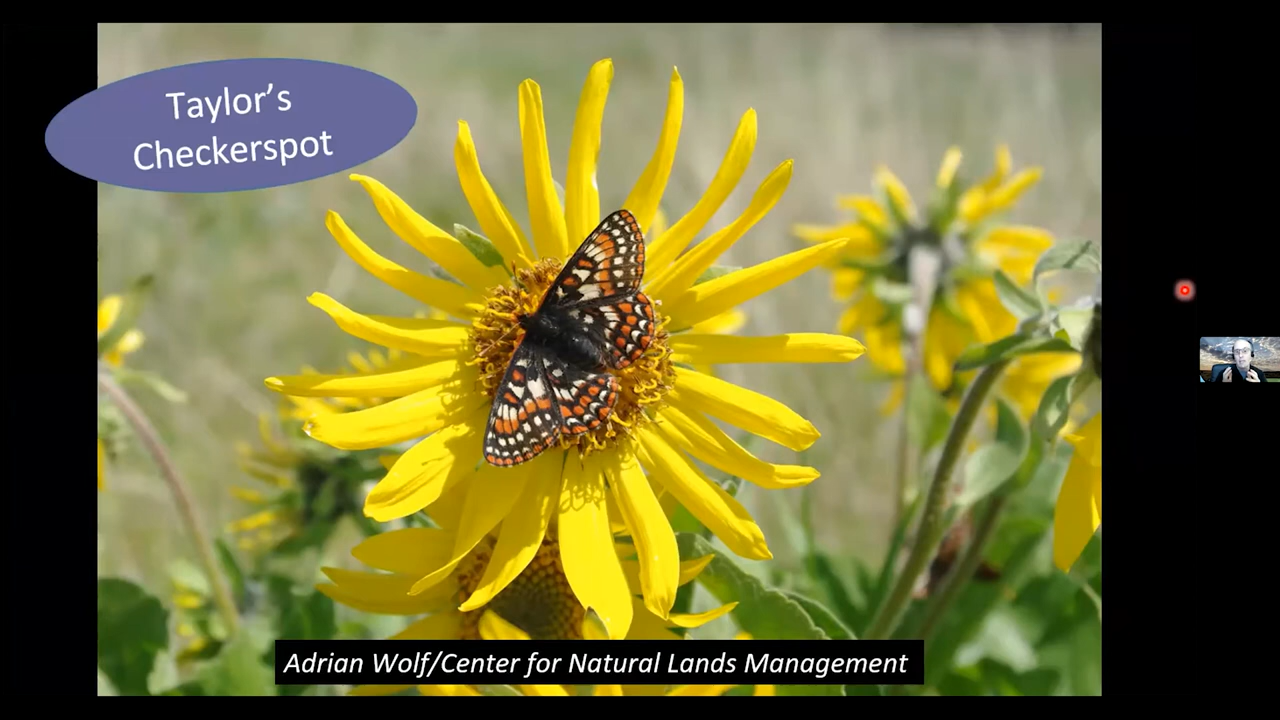 Taylor’s
Checkerspot
Adrian Wolf/Center for Natural Lands Management